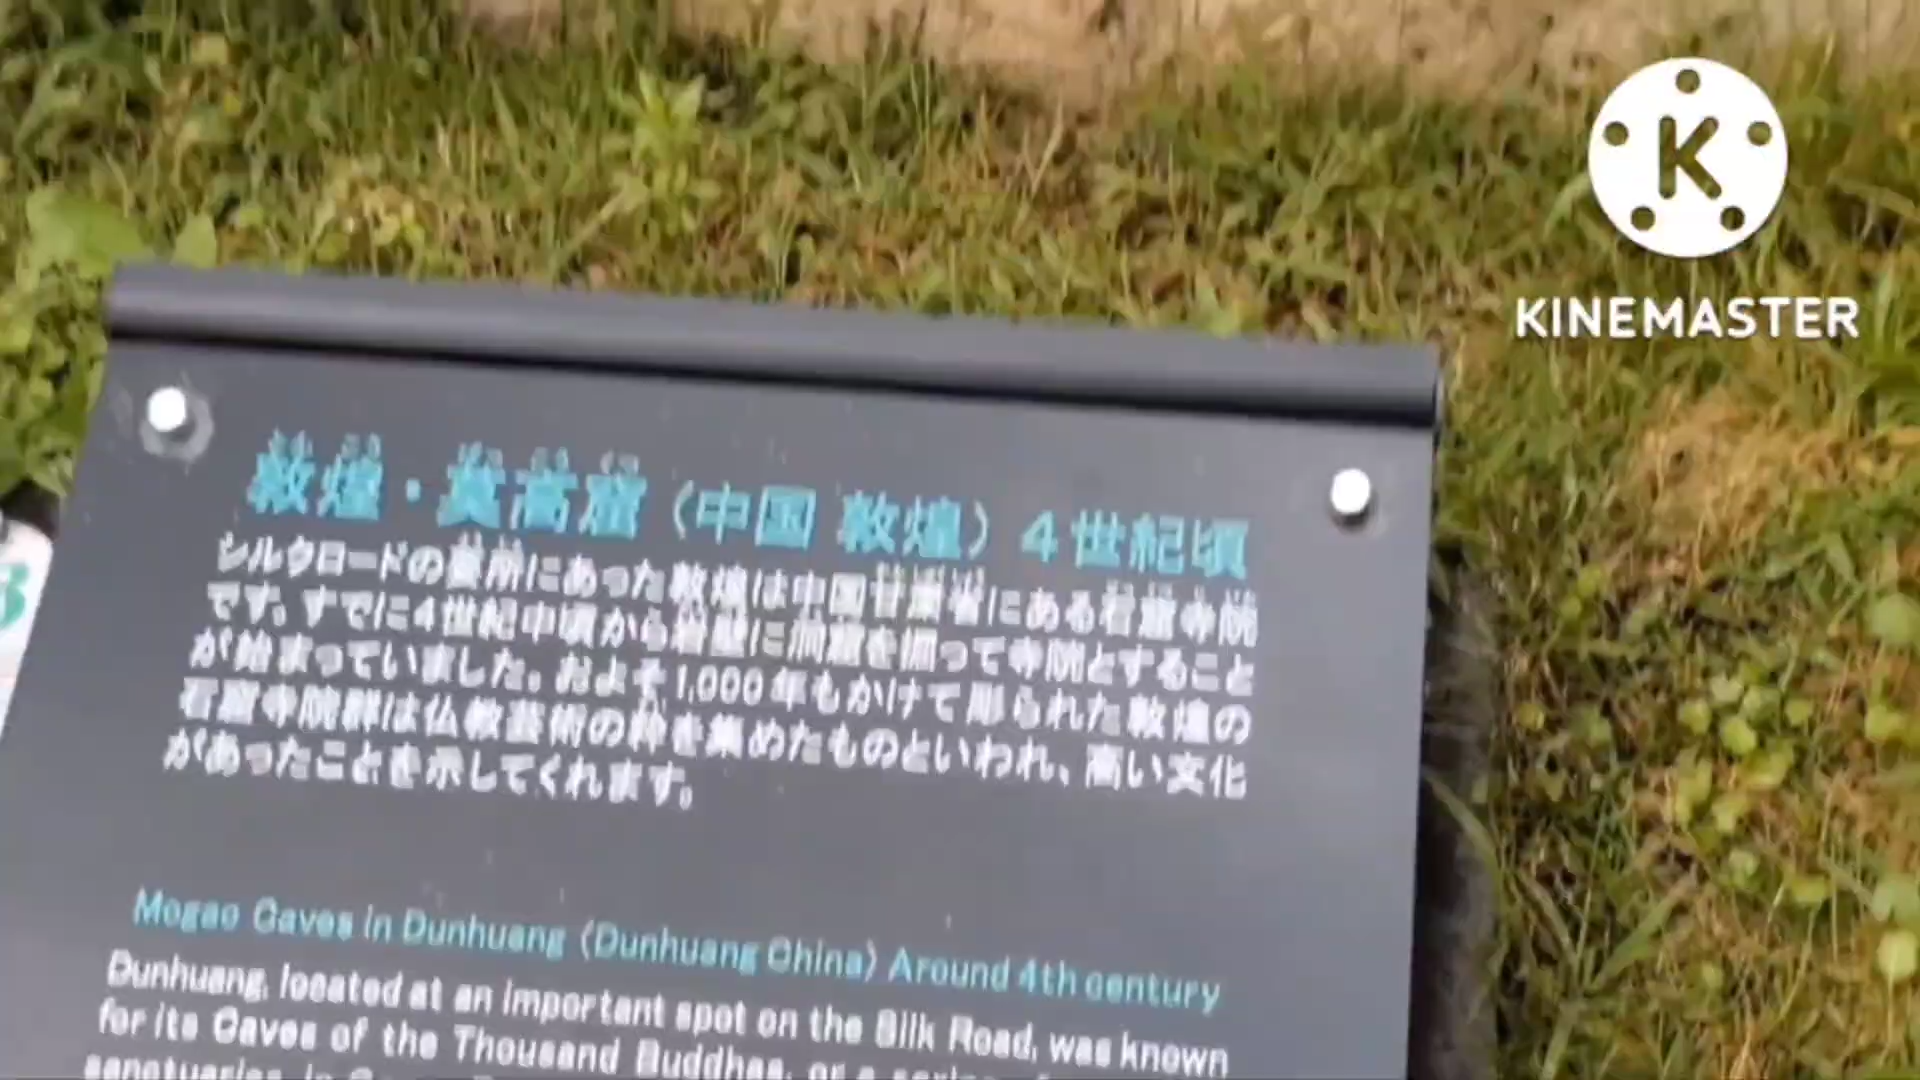 K
KINEMASTER
敦煌・莫高窟（中国 敦煌）4世紀頃
シルクロードの要所にあった敦煌は中国甘粛省にある石窟寺院
です。すでに4世紀中頃から岩壁に洞窟を掘って寺院とすること
が始まっていました。およそ1,000年もかけて彫られた敦煌の
石窟寺院群は仏教芸術の粋を集めたものといわれ、高い文化
があったことを示してくれます。
Mogao Caves in Dunhuang (Dunhuang China) Around 4th century
Dunhuang, located at an important spot on the Silk Road, was known
for its Caves of the Thousand Buddhas, or a series